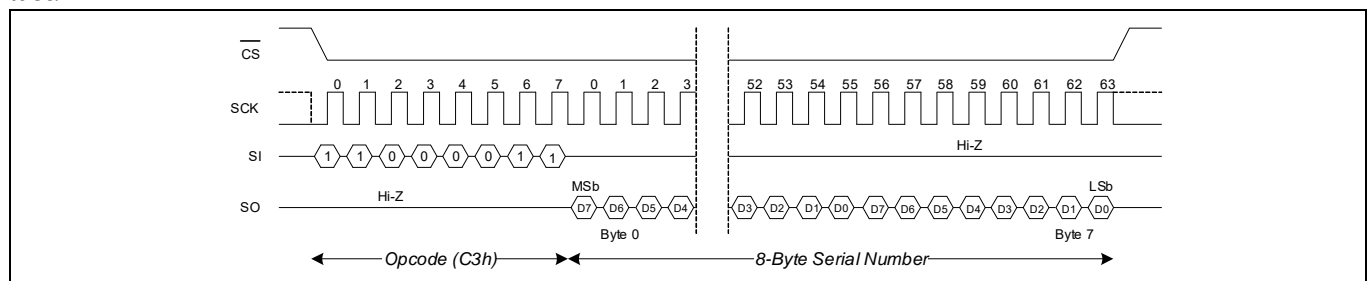 CS
0 1 2 3 4 5 6 7 0 1 2 3 52 53 54 55 56 57 58 59 60 61 62 63
SCK
Hi-Z
SI 1 1 0 0 0 0 1 1
Hi-Z MSb LSb
SO D7 D6 D5 D4 D3 D2 D1 D0 D7 D6 D5 D4 D3 D2 D1 D0
Byte 0 Byte 7
Opcode (C3h) 8-Byte Serial Number